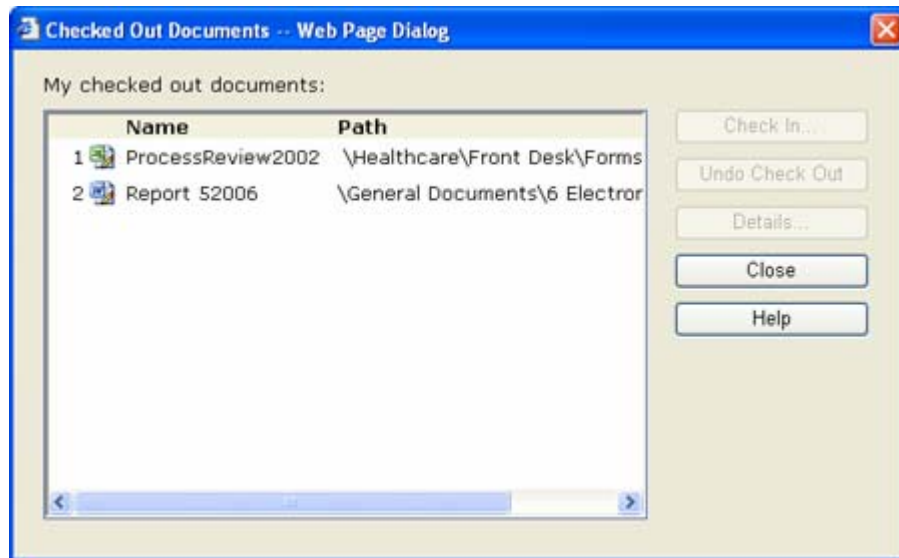 Checked Out Documents -- Web Page Dialog
My checked out documents:
Name Path
1 ProcessReview2002 \Healthcare\Front Desk\Forms
2 Report 52006 \General Documents\6 Electror
Check In...
Undo Check Out
Details...
Close
Help